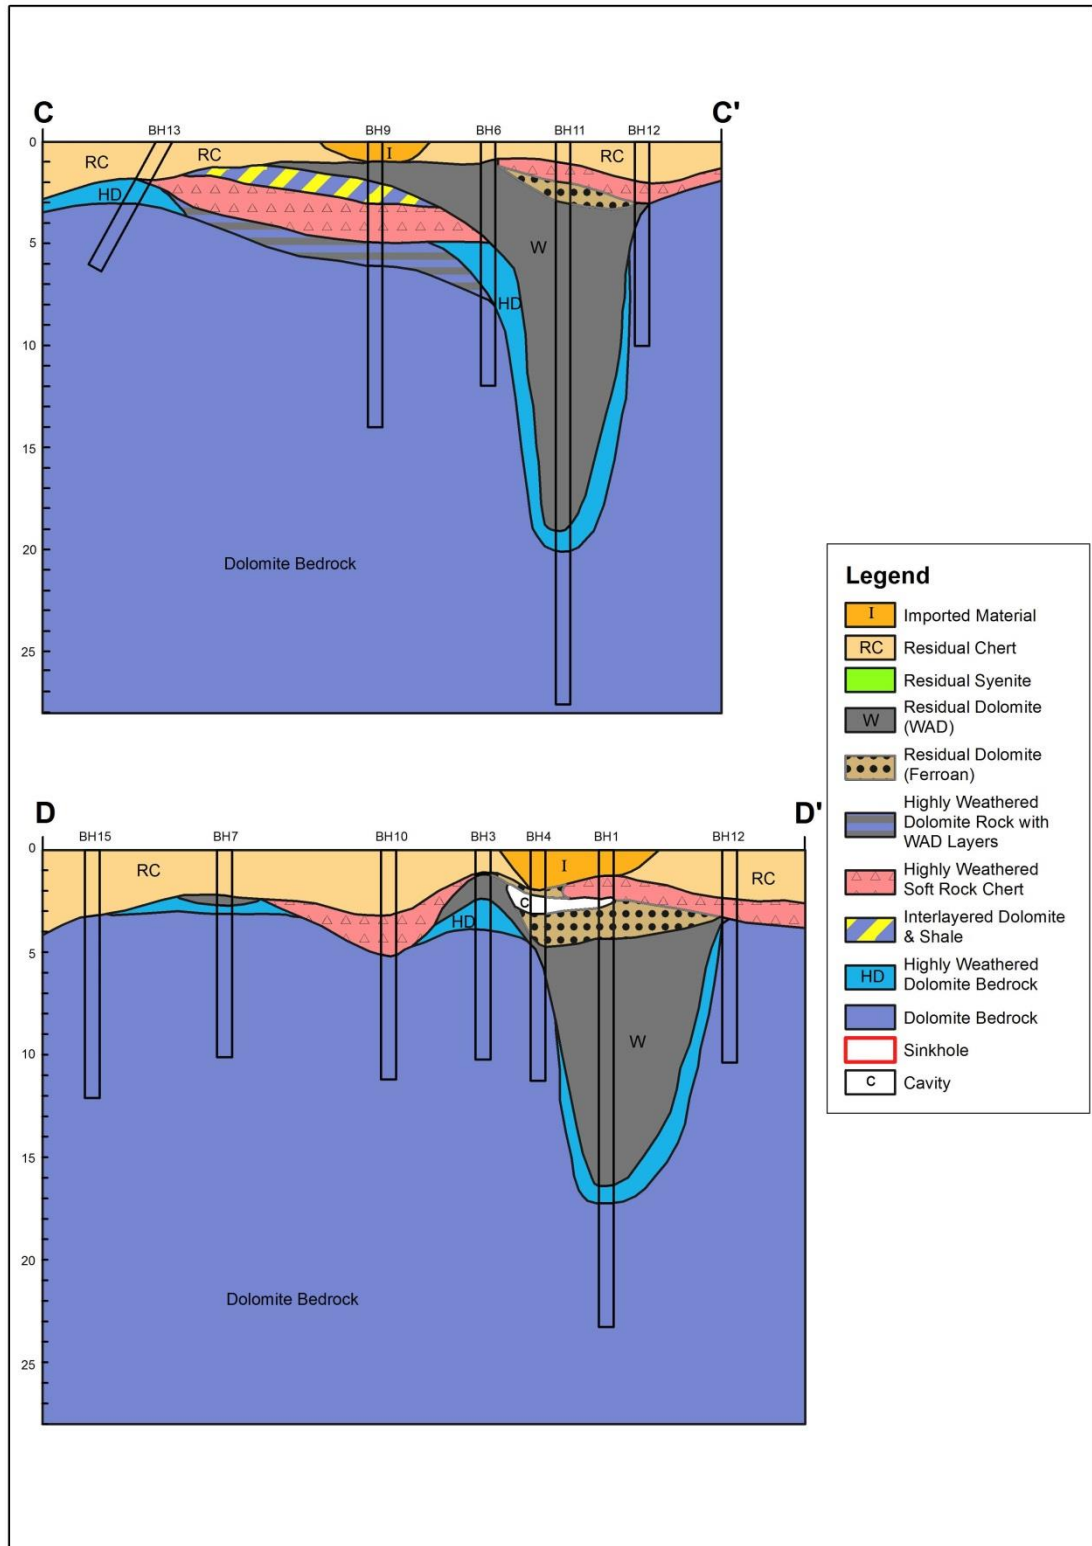 C
C'
BH13
BH9
BH6
BH11
BH12
0
5
10
15
20
25
RC
RC
I
RC
HD
W
HD
Dolomite Bedrock
D
D'
BH15
BH7
BH10
BH3
BH4
BH1
BH12
0
5
10
15
20
25
RC
I
RC
C
HD
W
Dolomite Bedrock
Legend
I Imported Material
RC Residual Chert
Residual Syenite
W Residual Dolomite
(WAD)
Residual Dolomite
(Ferroan)
Highly Weathered
Dolomite Rock with
WAD Layers
Highly Weathered
Soft Rock Chert
Interlayered Dolomite
& Shale
HD Highly Weathered
Dolomite Bedrock
Dolomite Bedrock
Sinkhole
C Cavity